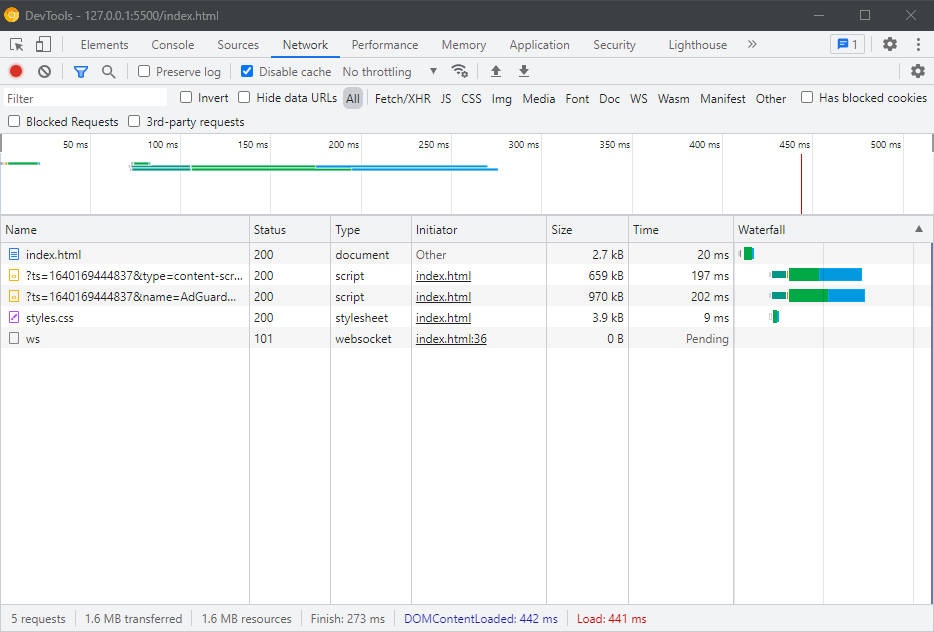 DevTools - 127.0.0.1:5500/index.html
Elements Console Sources Network Performance Memory Application Security Lighthouse » 1
Preserve log Disable cache No throttling
Filter Invert Hide data URLs All Fetch/XHR JS CSS Img Media Font Doc WS Wasm Manifest Other Has blocked cookies
Blocked Requests 3rd-party requests
50 ms 100 ms 150 ms 200 ms 250 ms 300 ms 350 ms 400 ms 450 ms 500 ms
Name Status Type Initiator Size Time Waterfall
index.html 200 document Other 2.7 kB 20 ms
?ts=1640169444837&type=content-scr... 200 script index.html 659 kB 197 ms
?ts=1640169444837&name=AdGuard... 200 script index.html 970 kB 202 ms
styles.css 200 stylesheet index.html 3.9 kB 9 ms
ws 101 websocket index.html:36 0 B Pending
5 requests 1.6 MB transferred 1.6 MB resources Finish: 273 ms DOMContentLoaded: 442 ms Load: 441 ms